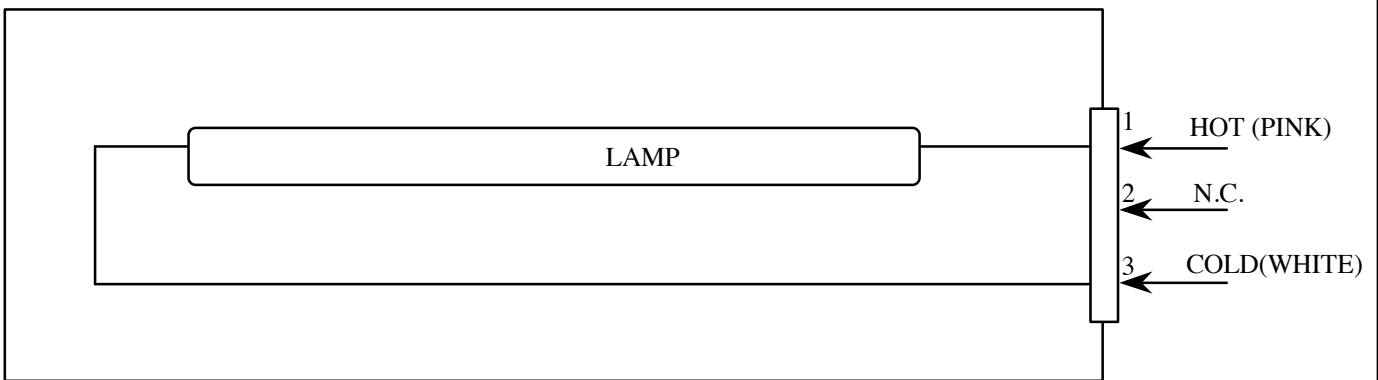 LAMP
1
HOT (PINK)
2
N.C.
3
COLD(WHITE)